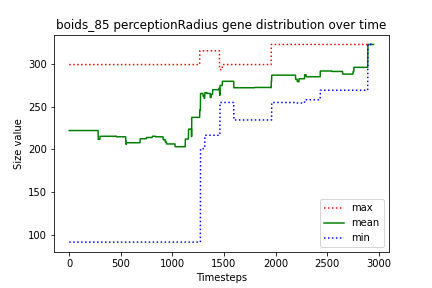 boids_85 perceptionRadius gene distribution over time
Size value
300
250
200
150
100
0
500
1000
1500
2000
2500
3000
Timesteps
max
mean
min